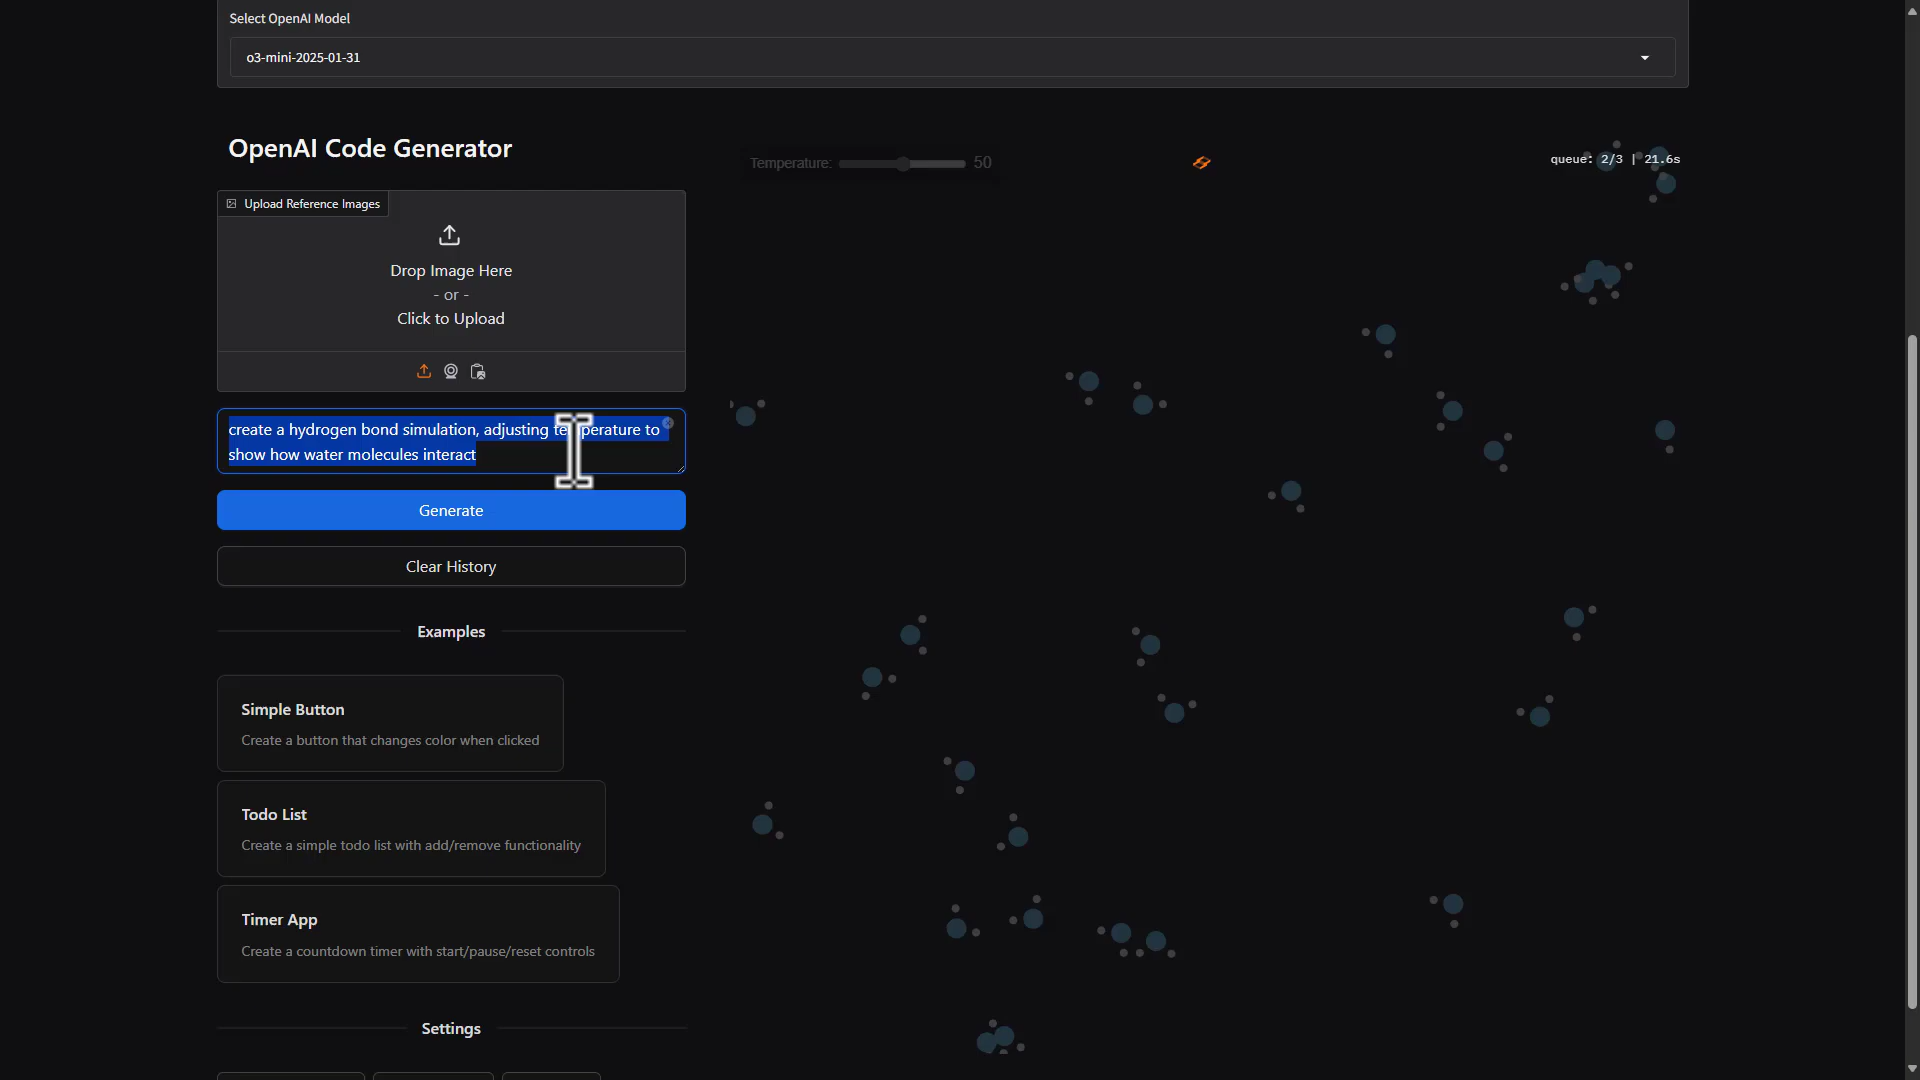 Select OpenAI Model
o3-mini-2025-01-31
OpenAI Code Generator
Temperature: 50
queue: 2/3 | 21.6s
Upload Reference Images
Drop Image Here
- or -
Click to Upload
create a hydrogen bond simulation, adjusting temperature to
show how water molecules interact
Generate
Clear History
Examples
Simple Button
Create a button that changes color when clicked
Todo List
Create a simple todo list with add/remove functionality
Timer App
Create a countdown timer with start/pause/reset controls
Settings